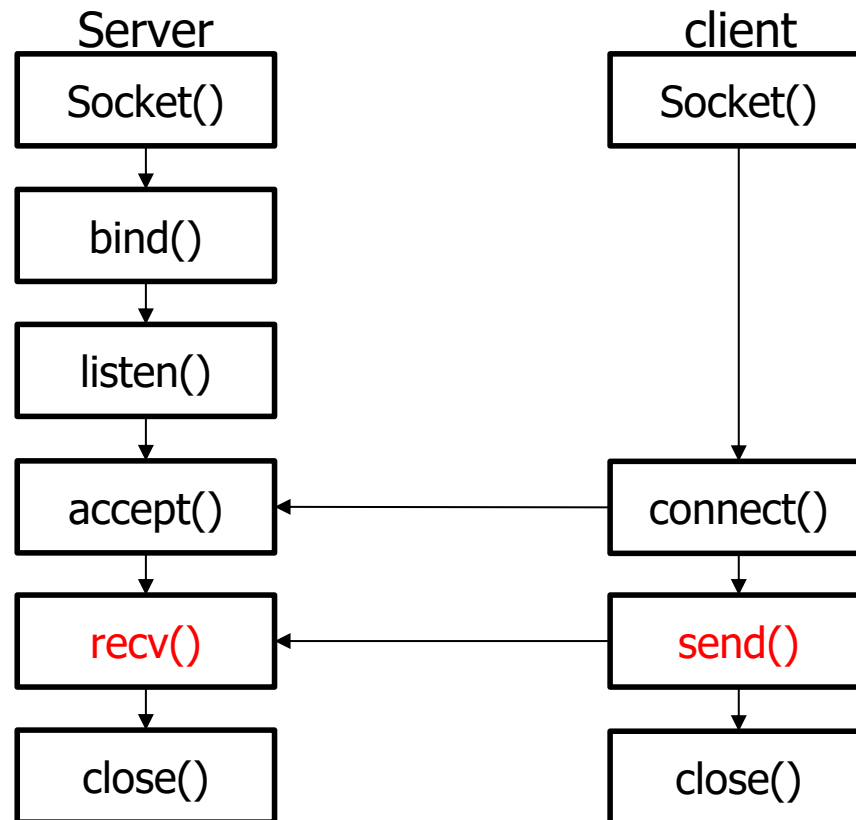 Server
client
Socket()
Socket()
bind()
listen()
accept()
connect()
recv()
send()
close()
close()